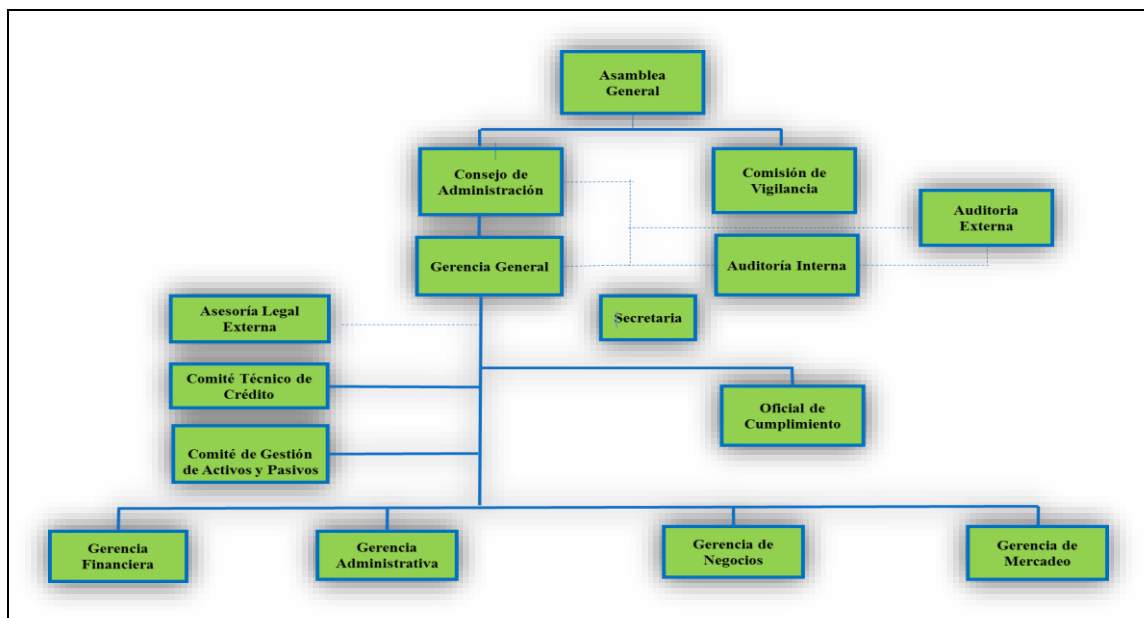 Asamblea
General
Consejo de
Administración
Comisión de
Vigilancia
Auditoria
Externa
Gerencia General
Auditoría Interna
Asesoría Legal
Externa
Secretaria
Comité Técnico de
Crédito
Oficial de
Cumplimiento
Comité de Gestión
de Activos y Pasivos
Gerencia
Financiera
Gerencia
Administrativa
Gerencia de
Negocios
Gerencia de
Mercadeo